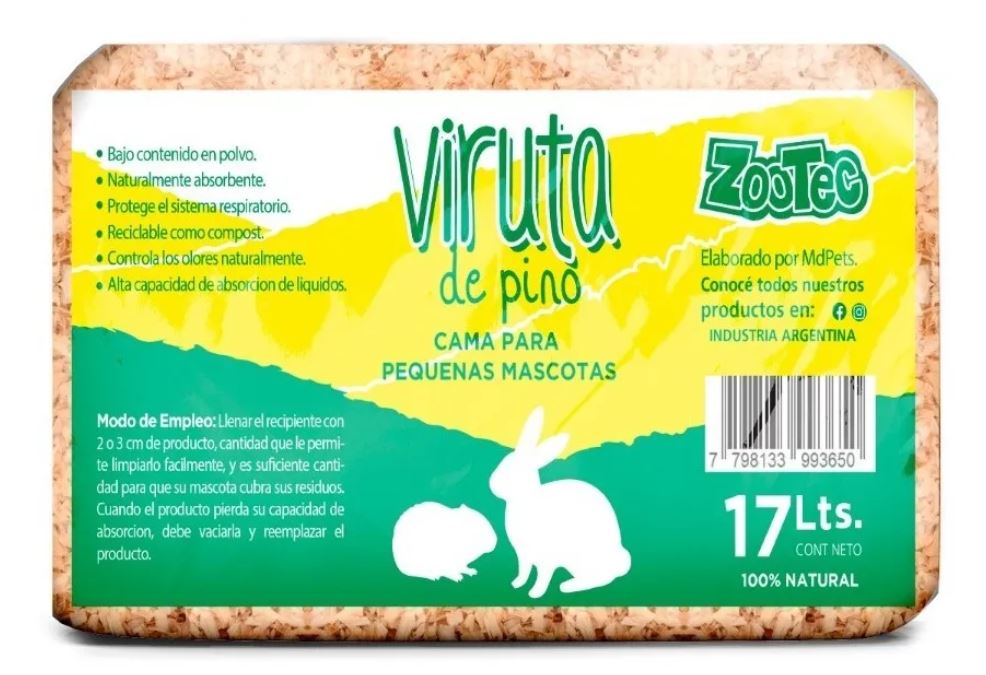 • Bajo contenido en polvo.
• Naturalmente absorbente.
• Protege el sistema respiratorio.
• Reciclable como compost.
• Controla los olores naturalmente.
• Alta capacidad de absorcion de liquidos.
Modo de Empleo: Llenar el recipiente con
2 o 3 cm de producto, cantidad que le permi-
te limpiarlo facilmente, y es suficiente canti-
dad para que su mascota cubra sus residuos.
Cuando el producto pierda su capacidad de
absorcion, debe vaciarla y reemplazar el
producto.
viruta
de pino
CAMA PARA
PEQUENAS MASCOTAS
ZooTec
Elaborado por MdPets.
Conocé todos nuestros
productos en:
INDUSTRIA ARGENTINA
7 798133 993650
17 Lts.
CONT NETO
100% NATURAL